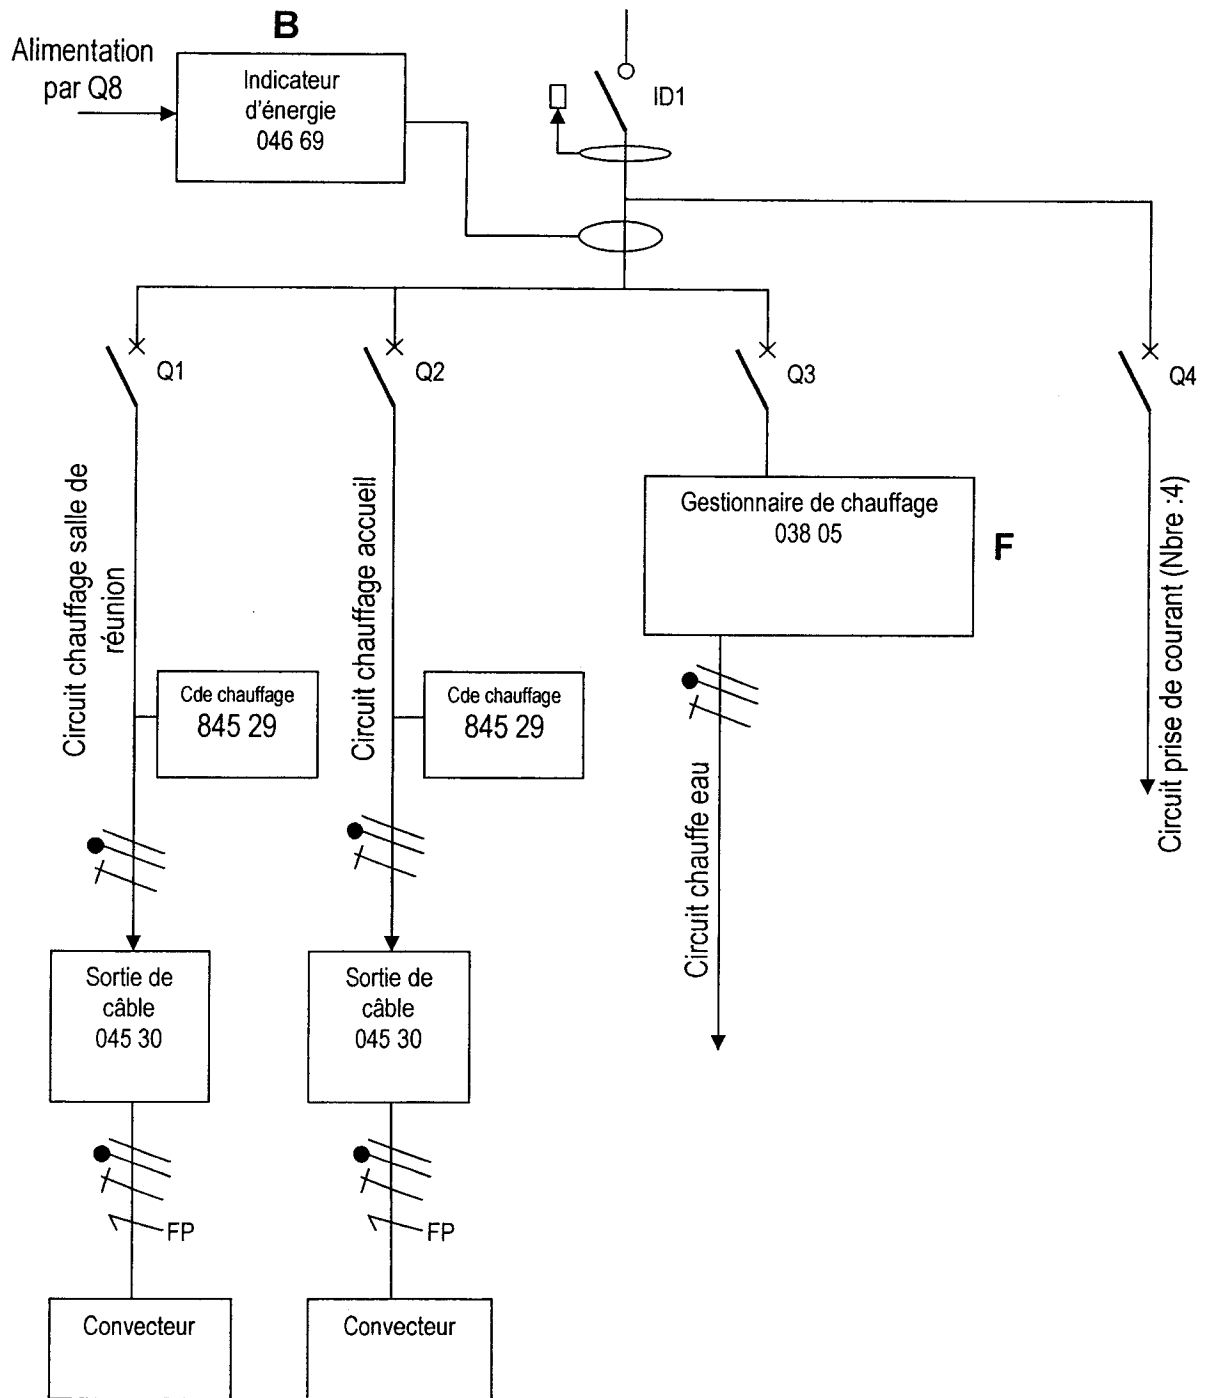 B
Alimentation
par Q8
Indicateur
d'énergie
046 69
ID1
Q1
Q2
Q3
Q4
Circuit chauffage salle de
réunion
Circuit chauffage accueil
Gestionnaire de chauffage
038 05
F
Circuit prise de courant (Nbre :4)
Cde chauffage
845 29
Cde chauffage
845 29
Circuit chauffe eau
Sortie de
câble
045 30
Sortie de
câble
045 30
FP
FP
Convecteur
Convecteur